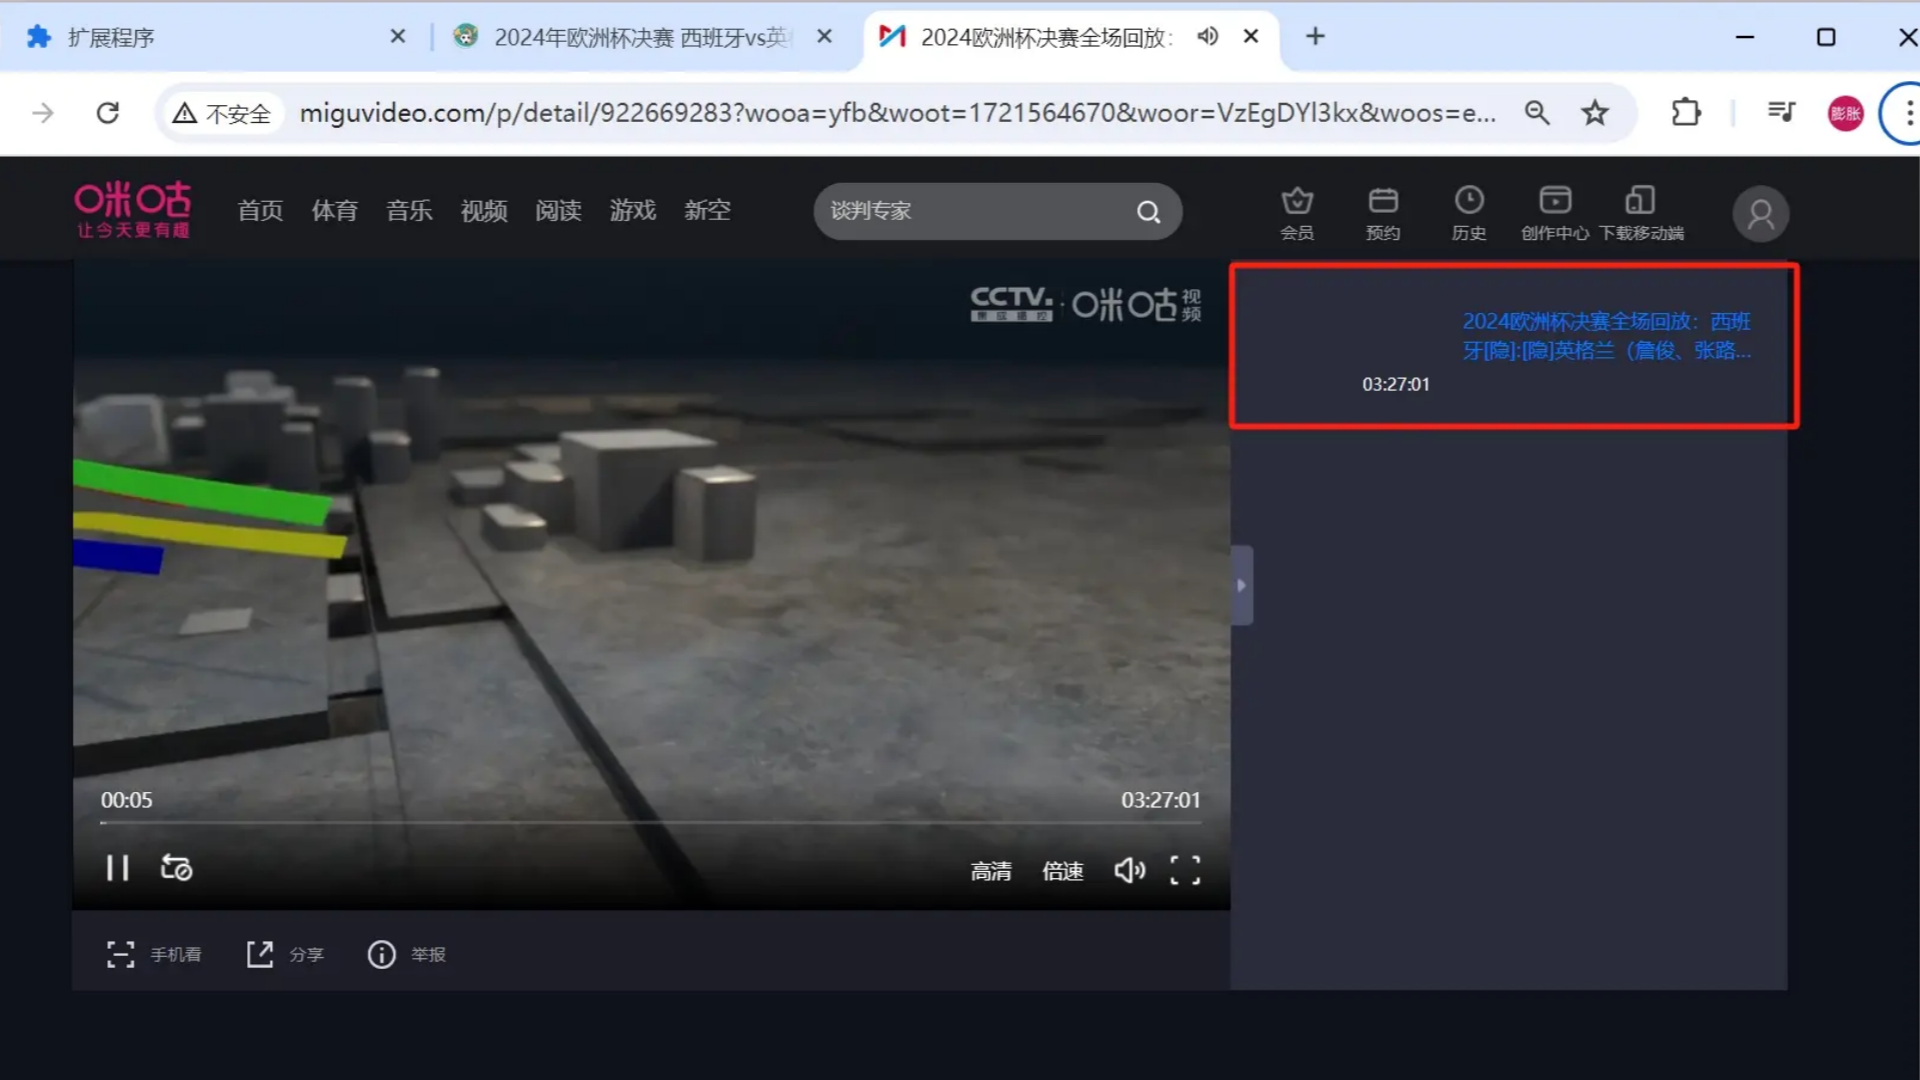 扩展程序
2024年欧洲杯决赛 西班牙vs英
2024欧洲杯决赛全场回放：
不安全
miguvideo.com/p/detail/922669283?wooa=yfb&woot=1721564670&woor=VzEgDYl3kx&woos=e...
膨胀
咪咕
让今天更有趣
首页 体育 音乐 视频 阅读 游戏 新空
谈判专家
会员 预约 历史 创作中心 下载移动端
CCTV. 咪咕视频
集成播控
2024欧洲杯决赛全场回放：西班
牙[隐]:[隐]英格兰（詹俊、张路...
03:27:01
00:05
03:27:01
高清 倍速
手机看 分享 举报